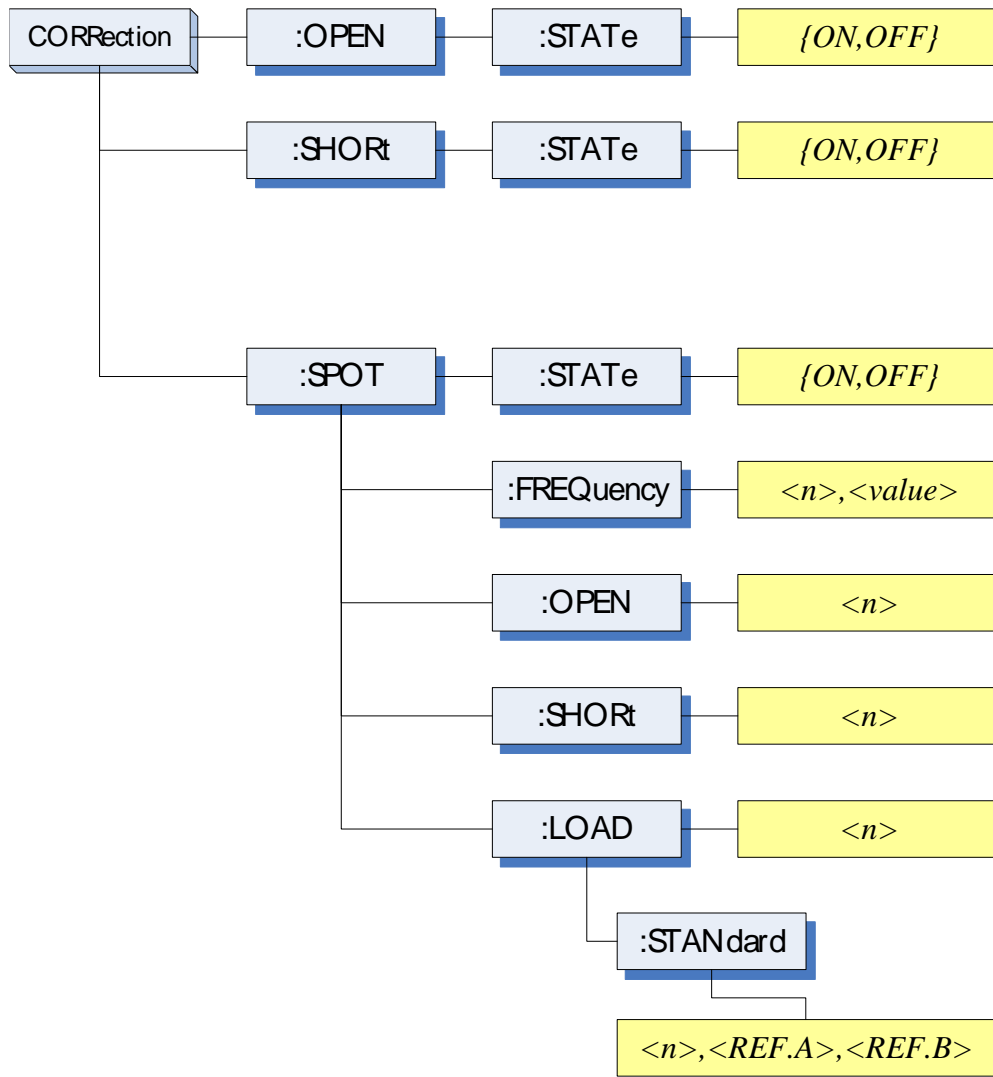 CORRection :OPEN :STATe {ON,OFF}
:SHORt :STATe {ON,OFF}
:SPOT :STATe {ON,OFF}
:FREQuency <n>,<value>
:OPEN <n>
:SHORt <n>
:LOAD <n>
:STANdard
<n>,<REF.A>,<REF.B>